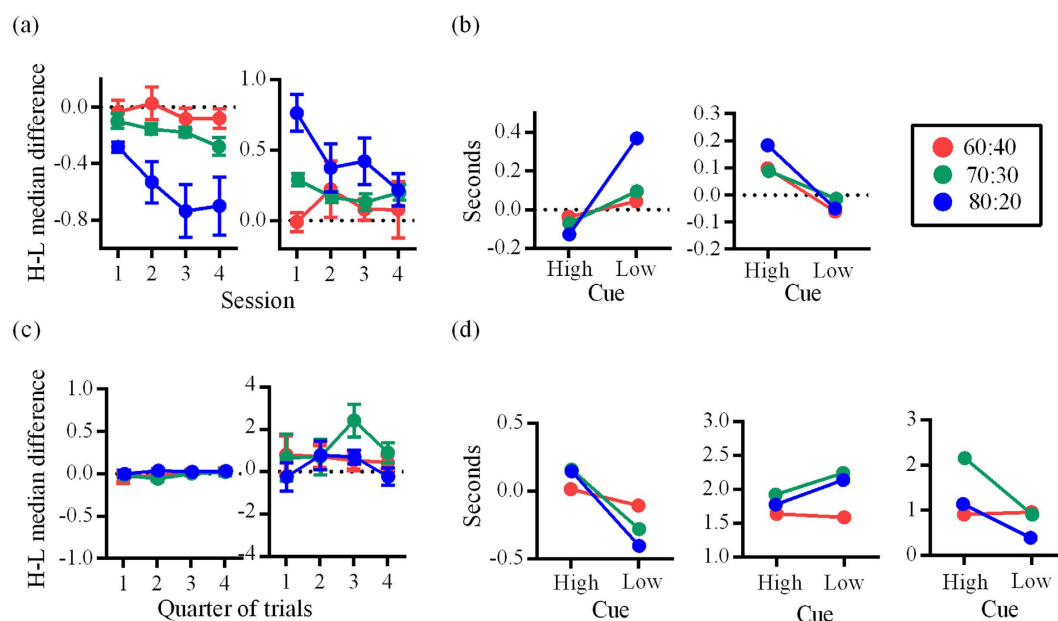 (a)
H-L median difference
0.0
-0.4
-0.8
1 2 3 4
1.0
0.5
0.0
1 2 3 4
Session
(b)
Seconds
0.4
0.2
0.0
-0.2
High Low
Cue
0.3
0.2
0.1
0.0
-0.1
-0.2
High Low
Cue
60:40
70:30
80:20
(c)
H-L median difference
1.0
0.5
0.0
-0.5
-1.0
1 2 3 4
4
2
0
-2
-4
1 2 3 4
Quarter of trials
(d)
Seconds
0.5
0.0
-0.5
High Low
Cue
3.0
2.5
2.0
1.5
1.0
High Low
Cue
3
2
1
0
High Low
Cue